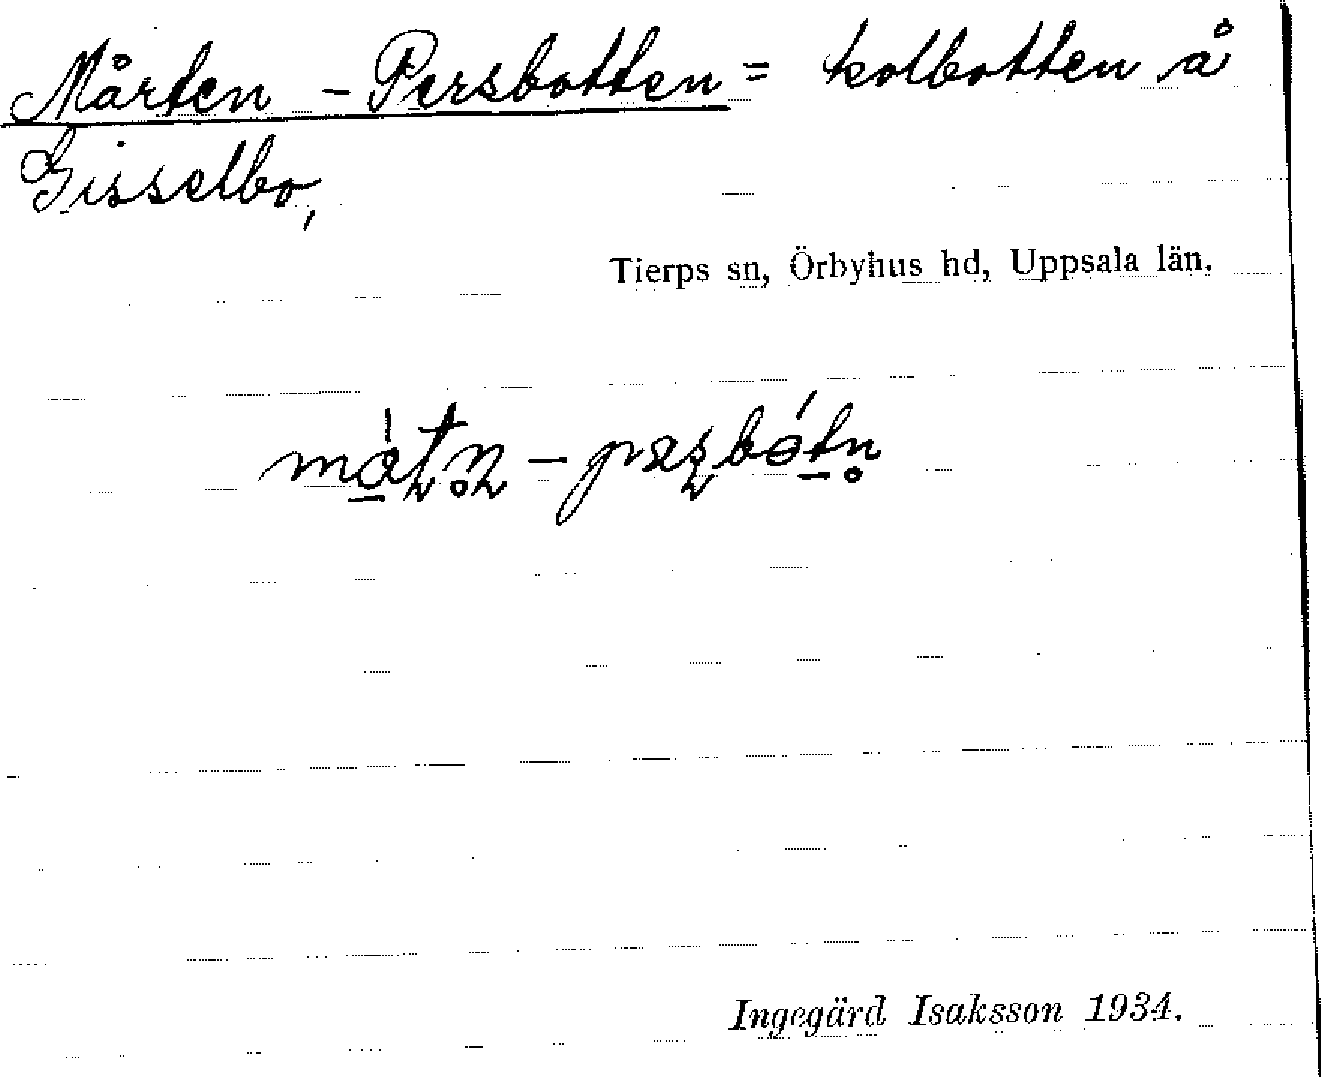 Mårten - Persbotten = kolbotten å
Gisselbo,
Tierps sn, Örbyhus hd, Uppsala län.
Ingegärd Isaksson 1934.